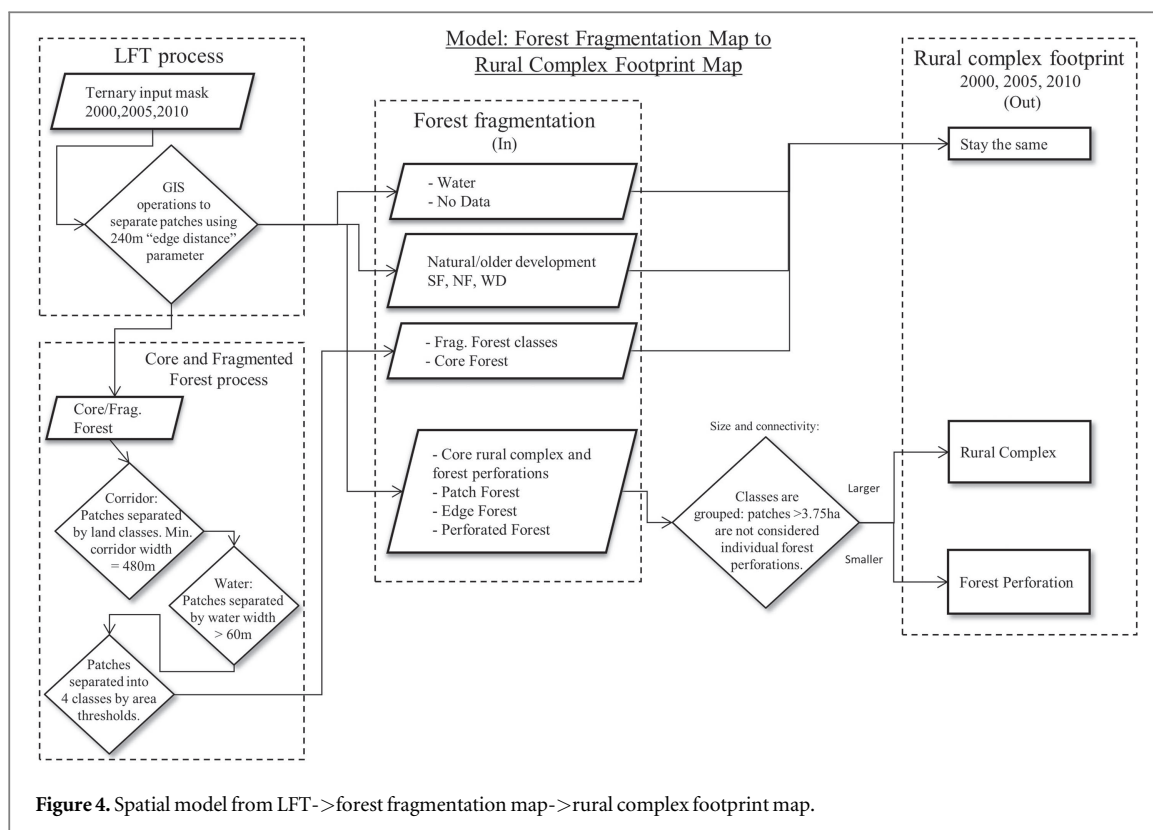 Model: Forest Fragmentation Map to
Rural Complex Footprint Map
LFT process
Ternary input mask
2000,2005,2010
GIS
operations to
separate patches using
240m “edge distance”
parameter
Core and Fragmented
Forest process
Core/Frag.
Forest
Corridor:
Patches separated
by land classes. Min.
corridor width
= 480m
Water:
Patches separated
by water width
> 60m
Patches
separated into
4 classes by area
thresholds.
Forest fragmentation
(In)
- Water
- No Data
Natural/older development
SF, NF, WD
- Frag. Forest classes
- Core Forest
- Core rural complex and
forest perforations
- Patch Forest
- Edge Forest
- Perforated Forest
Size and connectivity:
Classes are
grouped: patches >3.75ha
are not considered
individual forest
perforations.
Larger
Smaller
Rural complex footprint
2000, 2005, 2010
(Out)
Stay the same
Rural Complex
Forest Perforation
Figure 4. Spatial model from LFT->forest fragmentation map->rural complex footprint map.